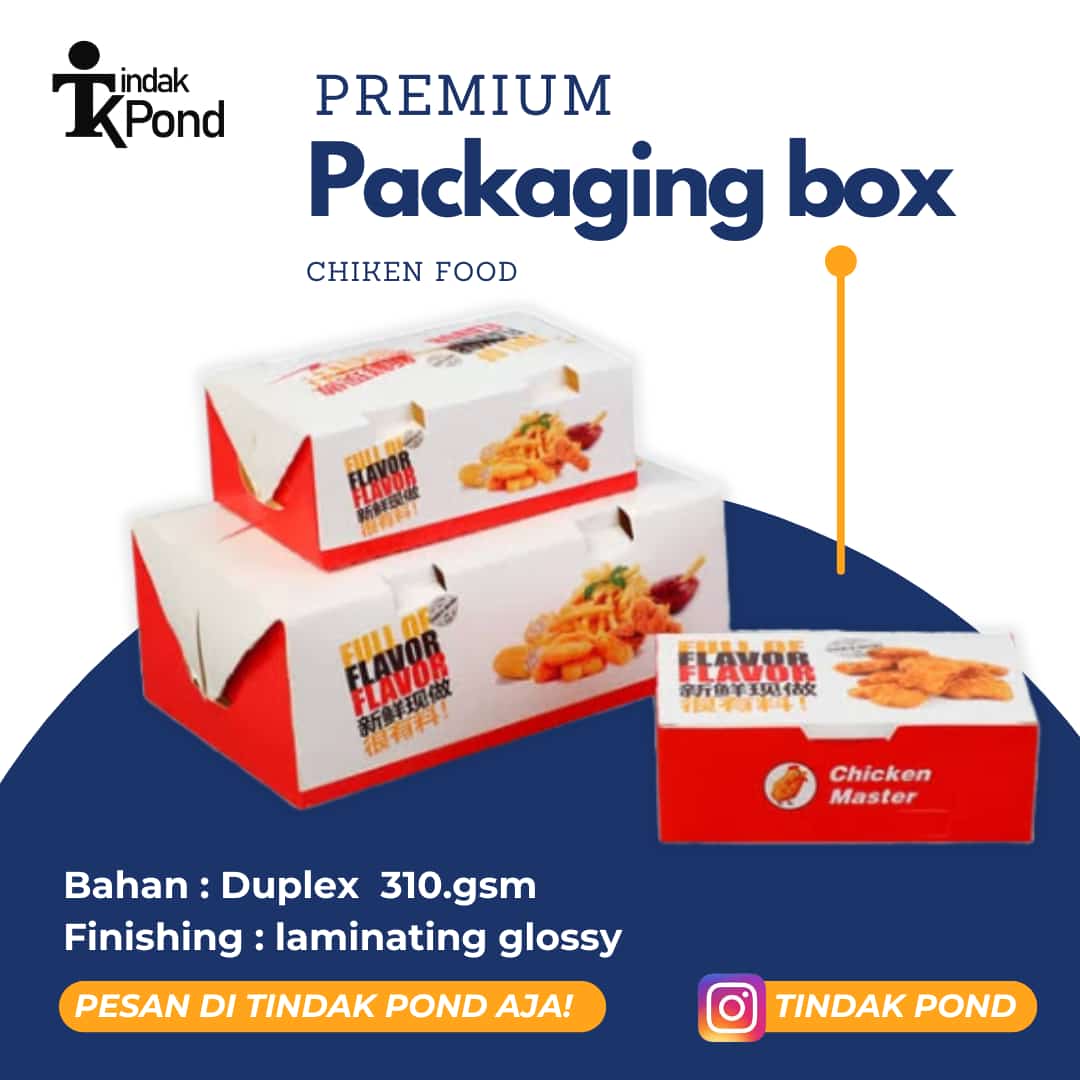 indak
TKPond
PREMIUM
Packaging box
CHIKEN FOOD
FULL OF
FLAVOR
FLAVOR
新鲜现做
很有料!
FULL OF
FLAVOR
FLAVOR
新鲜现做
很有料!
FULL OF
FLAVOR
FLAVOR
新鲜现做
很有料!
Chicken
Master
Bahan : Duplex 310.gsm
Finishing : laminating glossy
PESAN DI TINDAK POND AJA!
TINDAK POND